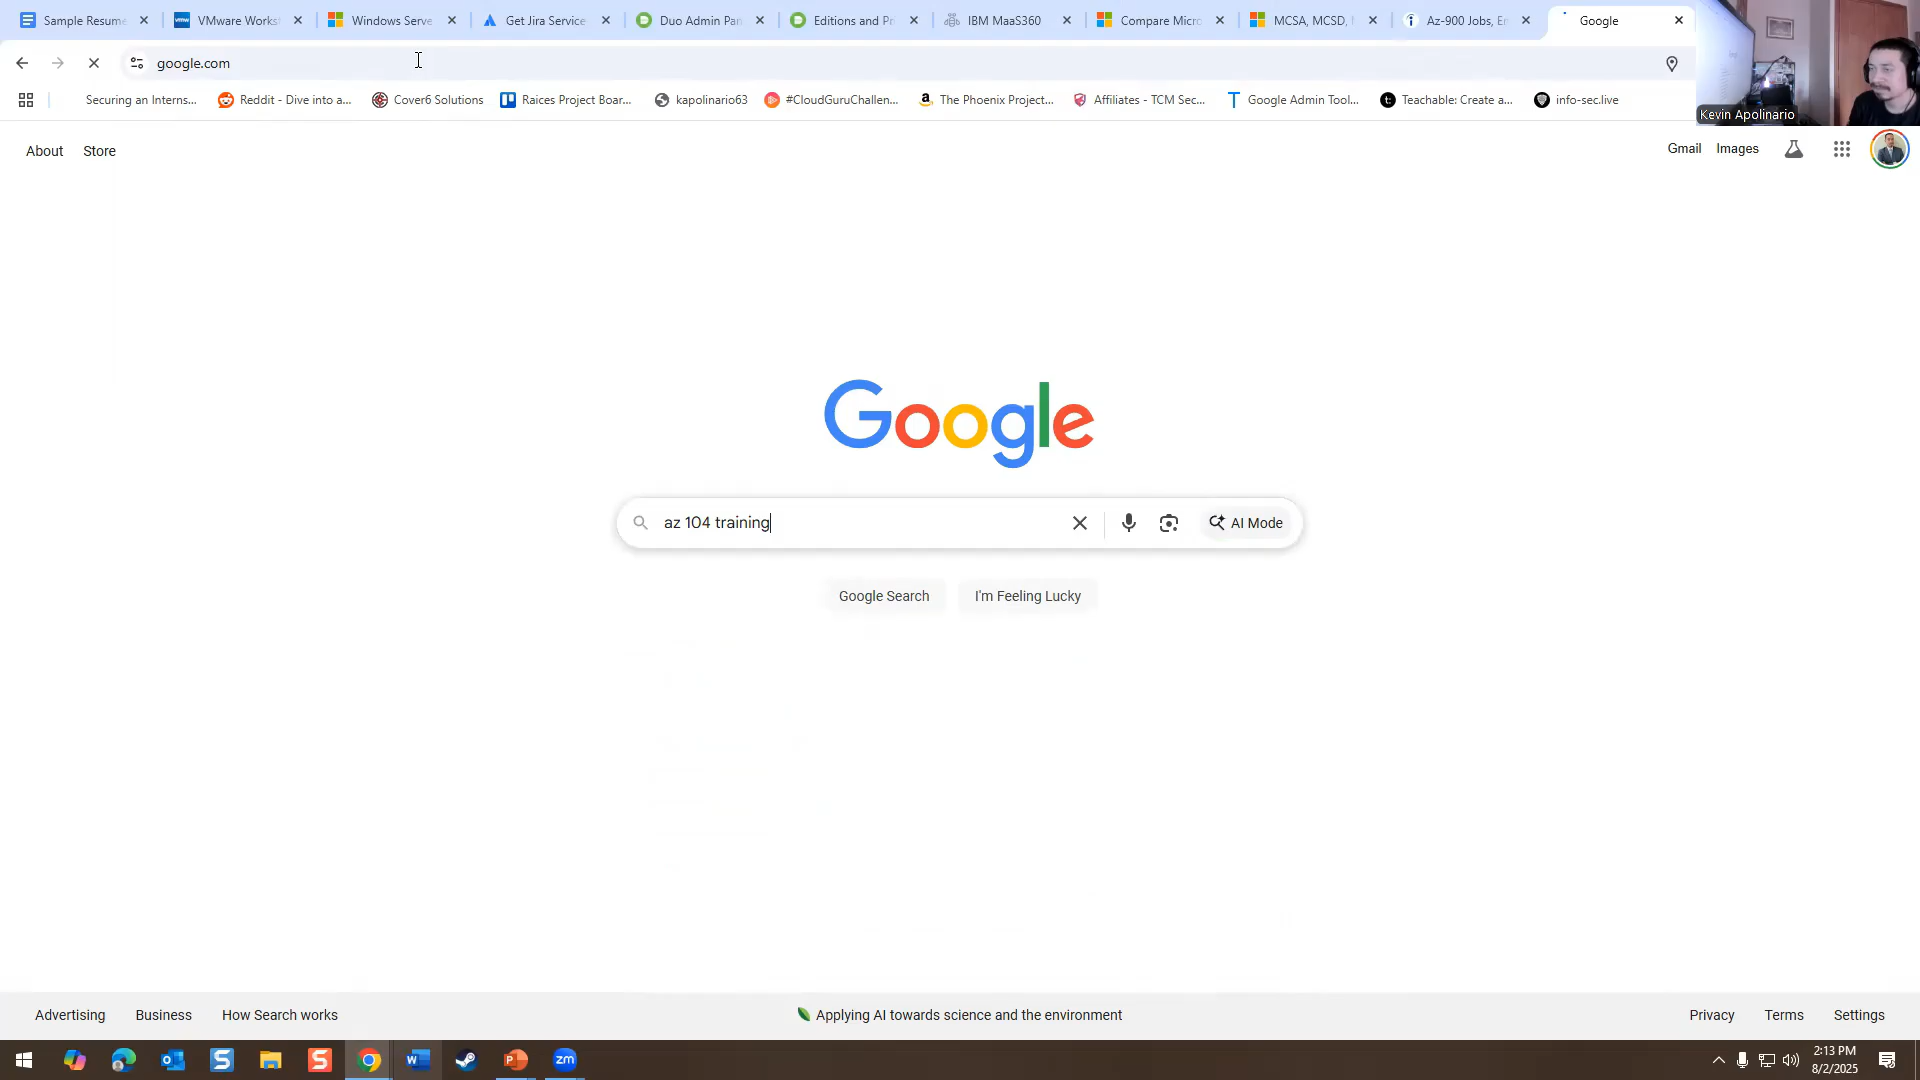 Sample Resume
VMware Works
Windows Serve
Get Jira Service
Duo Admin Pan
Editions and Pr
IBM MaaS360
Compare Micro
MCSA, MCSD,
Az-900 Jobs, Em
Google
google.com
Securing an Interns...
Reddit - Dive into a...
Cover6 Solutions
Raices Project Boar...
kapolinario63
#CloudGuruChallen...
The Phoenix Project...
Affiliates - TCM Sec...
Google Admin Tool...
Teachable: Create a...
info-sec.live
Kevin Apolinario
About
Store
Gmail
Images
Google
az 104 training
AI Mode
Google Search
I'm Feeling Lucky
Advertising
Business
How Search works
Applying AI towards science and the environment
Privacy
Terms
Settings
2:13 PM
8/2/2025